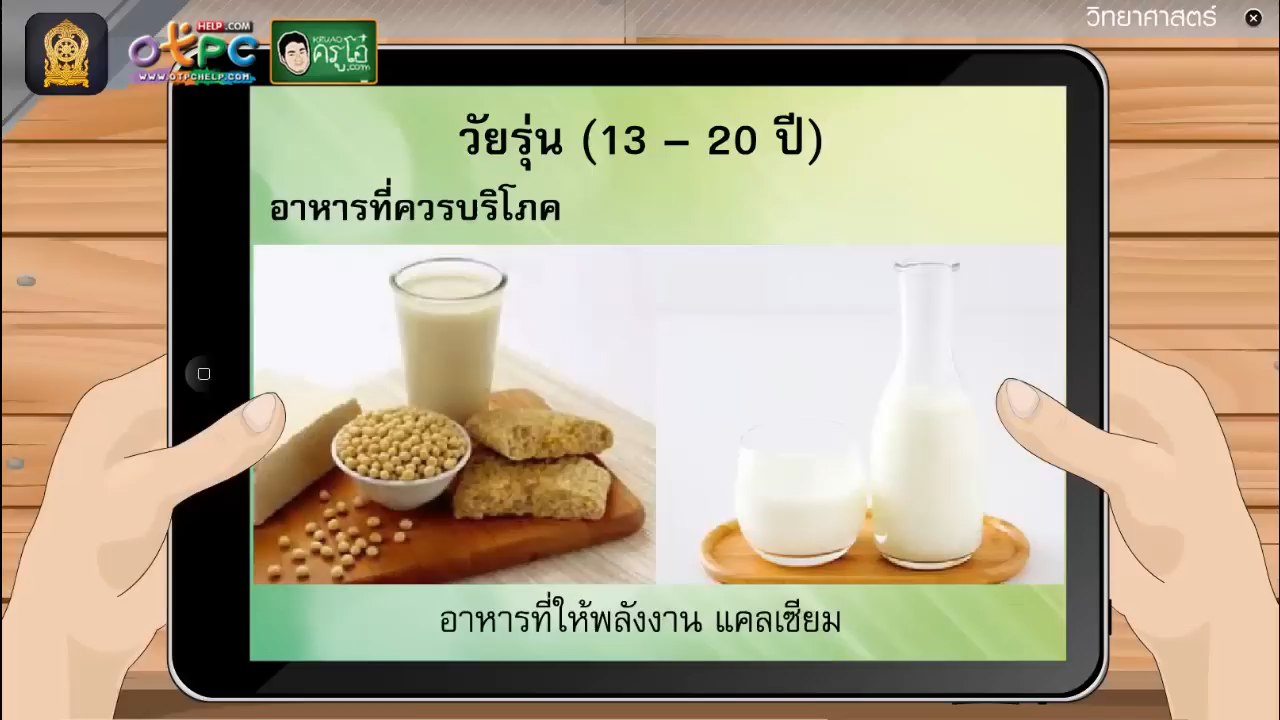 วิทยาศาสตร์
HELP.COM
OTPC
WWW.OTPCHELP.COM
KRUAO
ครูโอ๋
.com
วัยรุ่น (13 – 20 ปี)
อาหารที่ควรบริโภค
อาหารที่ให้พลังงาน แคลเซียม